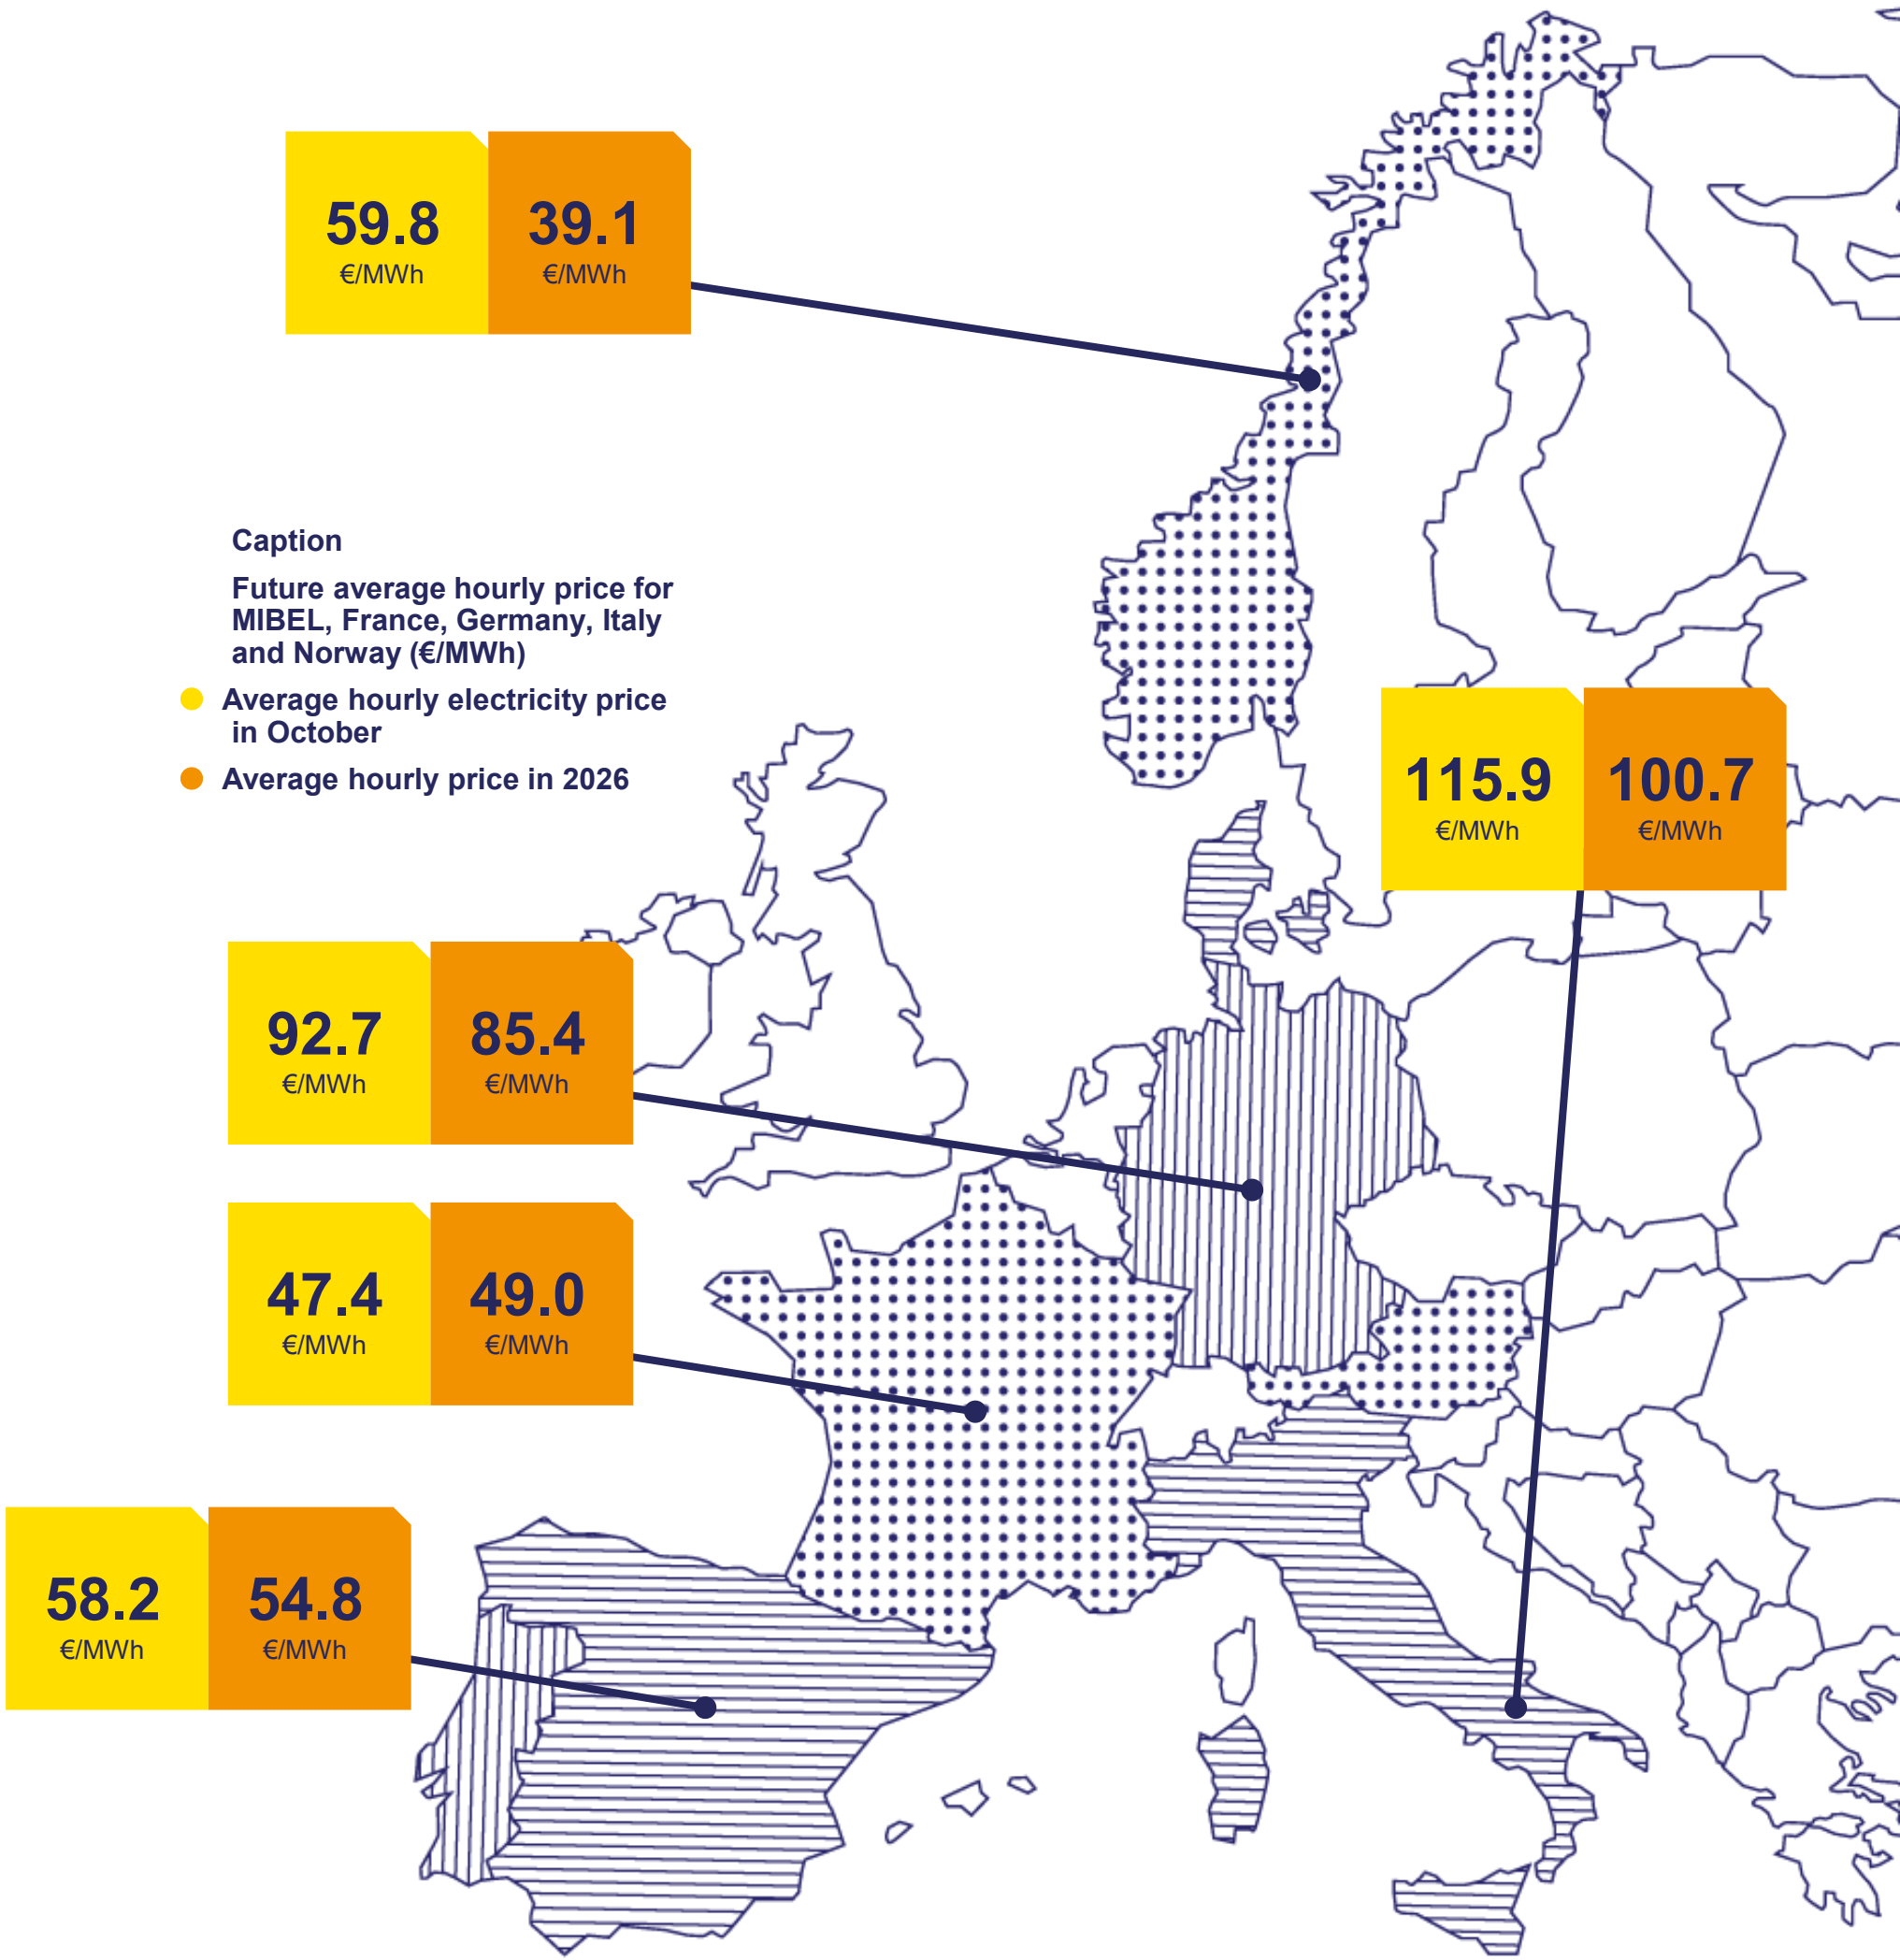 59.8
€/MWh
39.1
€/MWh
Caption
Future average hourly price for
MIBEL, France, Germany, Italy
and Norway (€/MWh)
Average hourly electricity price
in October
Average hourly price in 2026
115.9
€/MWh
100.7
€/MWh
92.7
€/MWh
85.4
€/MWh
47.4
€/MWh
49.0
€/MWh
58.2
€/MWh
54.8
€/MWh